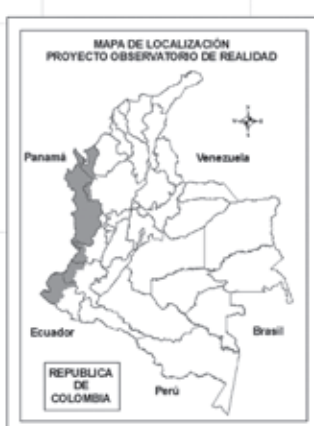 MAPA DE LOCALIZACIÓN
PROYECTO OBSERVATORIO DE REALIDAD
Panamá
Venezuela
Ecuador
Brasil
REPUBLICA
DE
COLOMBIA
Perú